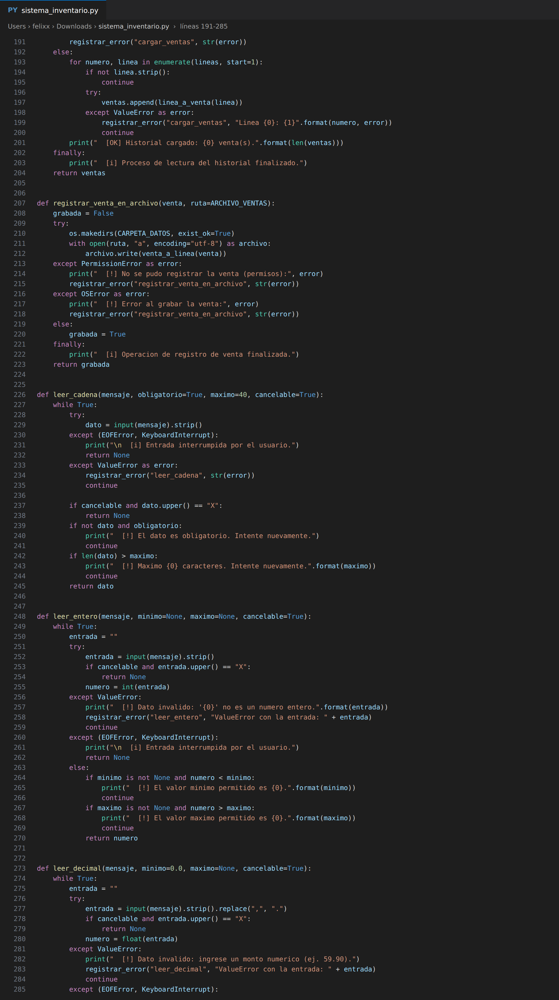 PY sistema_inventario.py
Users › felixx › Downloads › sistema_inventario.py › líneas 191-285
191         registrar_error("cargar_ventas", str(error))
192     else:
193         for numero, linea in enumerate(lineas, start=1):
194             if not linea.strip():
195                 continue
196             try:
197                 ventas.append(linea_a_venta(linea))
198             except ValueError as error:
199                 registrar_error("cargar_ventas", "Linea {0}: {1}".format(numero, error))
200                 continue
201         print("  [OK] Historial cargado: {0} venta(s).".format(len(ventas)))
202     finally:
203         print("  [i] Proceso de lectura del historial finalizado.")
204     return ventas
205
206
207 def registrar_venta_en_archivo(venta, ruta=ARCHIVO_VENTAS):
208     grabada = False
209     try:
210         os.makedirs(CARPETA_DATOS, exist_ok=True)
211         with open(ruta, "a", encoding="utf-8") as archivo:
212             archivo.write(venta_a_linea(venta))
213     except PermissionError as error:
214         print("  [!] No se pudo registrar la venta (permisos):", error)
215         registrar_error("registrar_venta_en_archivo", str(error))
216     except OSError as error:
217         print("  [!] Error al grabar la venta:", error)
218         registrar_error("registrar_venta_en_archivo", str(error))
219     else:
220         grabada = True
221     finally:
222         print("  [i] Operacion de registro de venta finalizada.")
223     return grabada
224
225
226 def leer_cadena(mensaje, obligatorio=True, maximo=40, cancelable=True):
227     while True:
228         try:
229             dato = input(mensaje).strip()
230         except (EOFError, KeyboardInterrupt):
231             print("\n  [i] Entrada interrumpida por el usuario.")
232             return None
233         except ValueError as error:
234             registrar_error("leer_cadena", str(error))
235             continue
236
237         if cancelable and dato.upper() == "X":
238             return None
239         if not dato and obligatorio:
240             print("  [!] El dato es obligatorio. Intente nuevamente.")
241             continue
242         if len(dato) > maximo:
243             print("  [!] Maximo {0} caracteres. Intente nuevamente.".format(maximo))
244             continue
245         return dato
246
247
248 def leer_entero(mensaje, minimo=None, maximo=None, cancelable=True):
249     while True:
250         entrada = ""
251         try:
252             entrada = input(mensaje).strip()
253             if cancelable and entrada.upper() == "X":
254                 return None
255             numero = int(entrada)
256         except ValueError:
257             print("  [!] Dato invalido: '{0}' no es un numero entero.".format(entrada))
258             registrar_error("leer_entero", "ValueError con la entrada: " + entrada)
259             continue
260         except (EOFError, KeyboardInterrupt):
261             print("\n  [i] Entrada interrumpida por el usuario.")
262             return None
263         else:
264             if minimo is not None and numero < minimo:
265                 print("  [!] El valor minimo permitido es {0}.".format(minimo))
266                 continue
267             if maximo is not None and numero > maximo:
268                 print("  [!] El valor maximo permitido es {0}.".format(maximo))
269                 continue
270             return numero
271
272
273 def leer_decimal(mensaje, minimo=0.0, maximo=None, cancelable=True):
274     while True:
275         entrada = ""
276         try:
277             entrada = input(mensaje).strip().replace(",", ".")
278             if cancelable and entrada.upper() == "X":
279                 return None
280             numero = float(entrada)
281         except ValueError:
282             print("  [!] Dato invalido: ingrese un monto numerico (ej. 59.90).")
283             registrar_error("leer_decimal", "ValueError con la entrada: " + entrada)
284             continue
285         except (EOFError, KeyboardInterrupt):